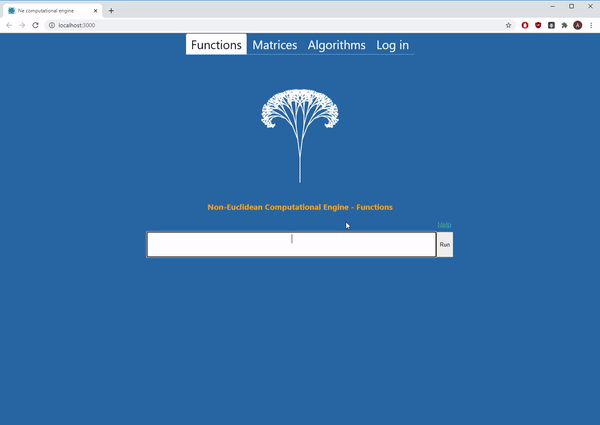 Ne computational engine
localhost:3000
Functions Matrices Algorithms Log in
Non-Euclidean Computational Engine - Functions
Help
Run